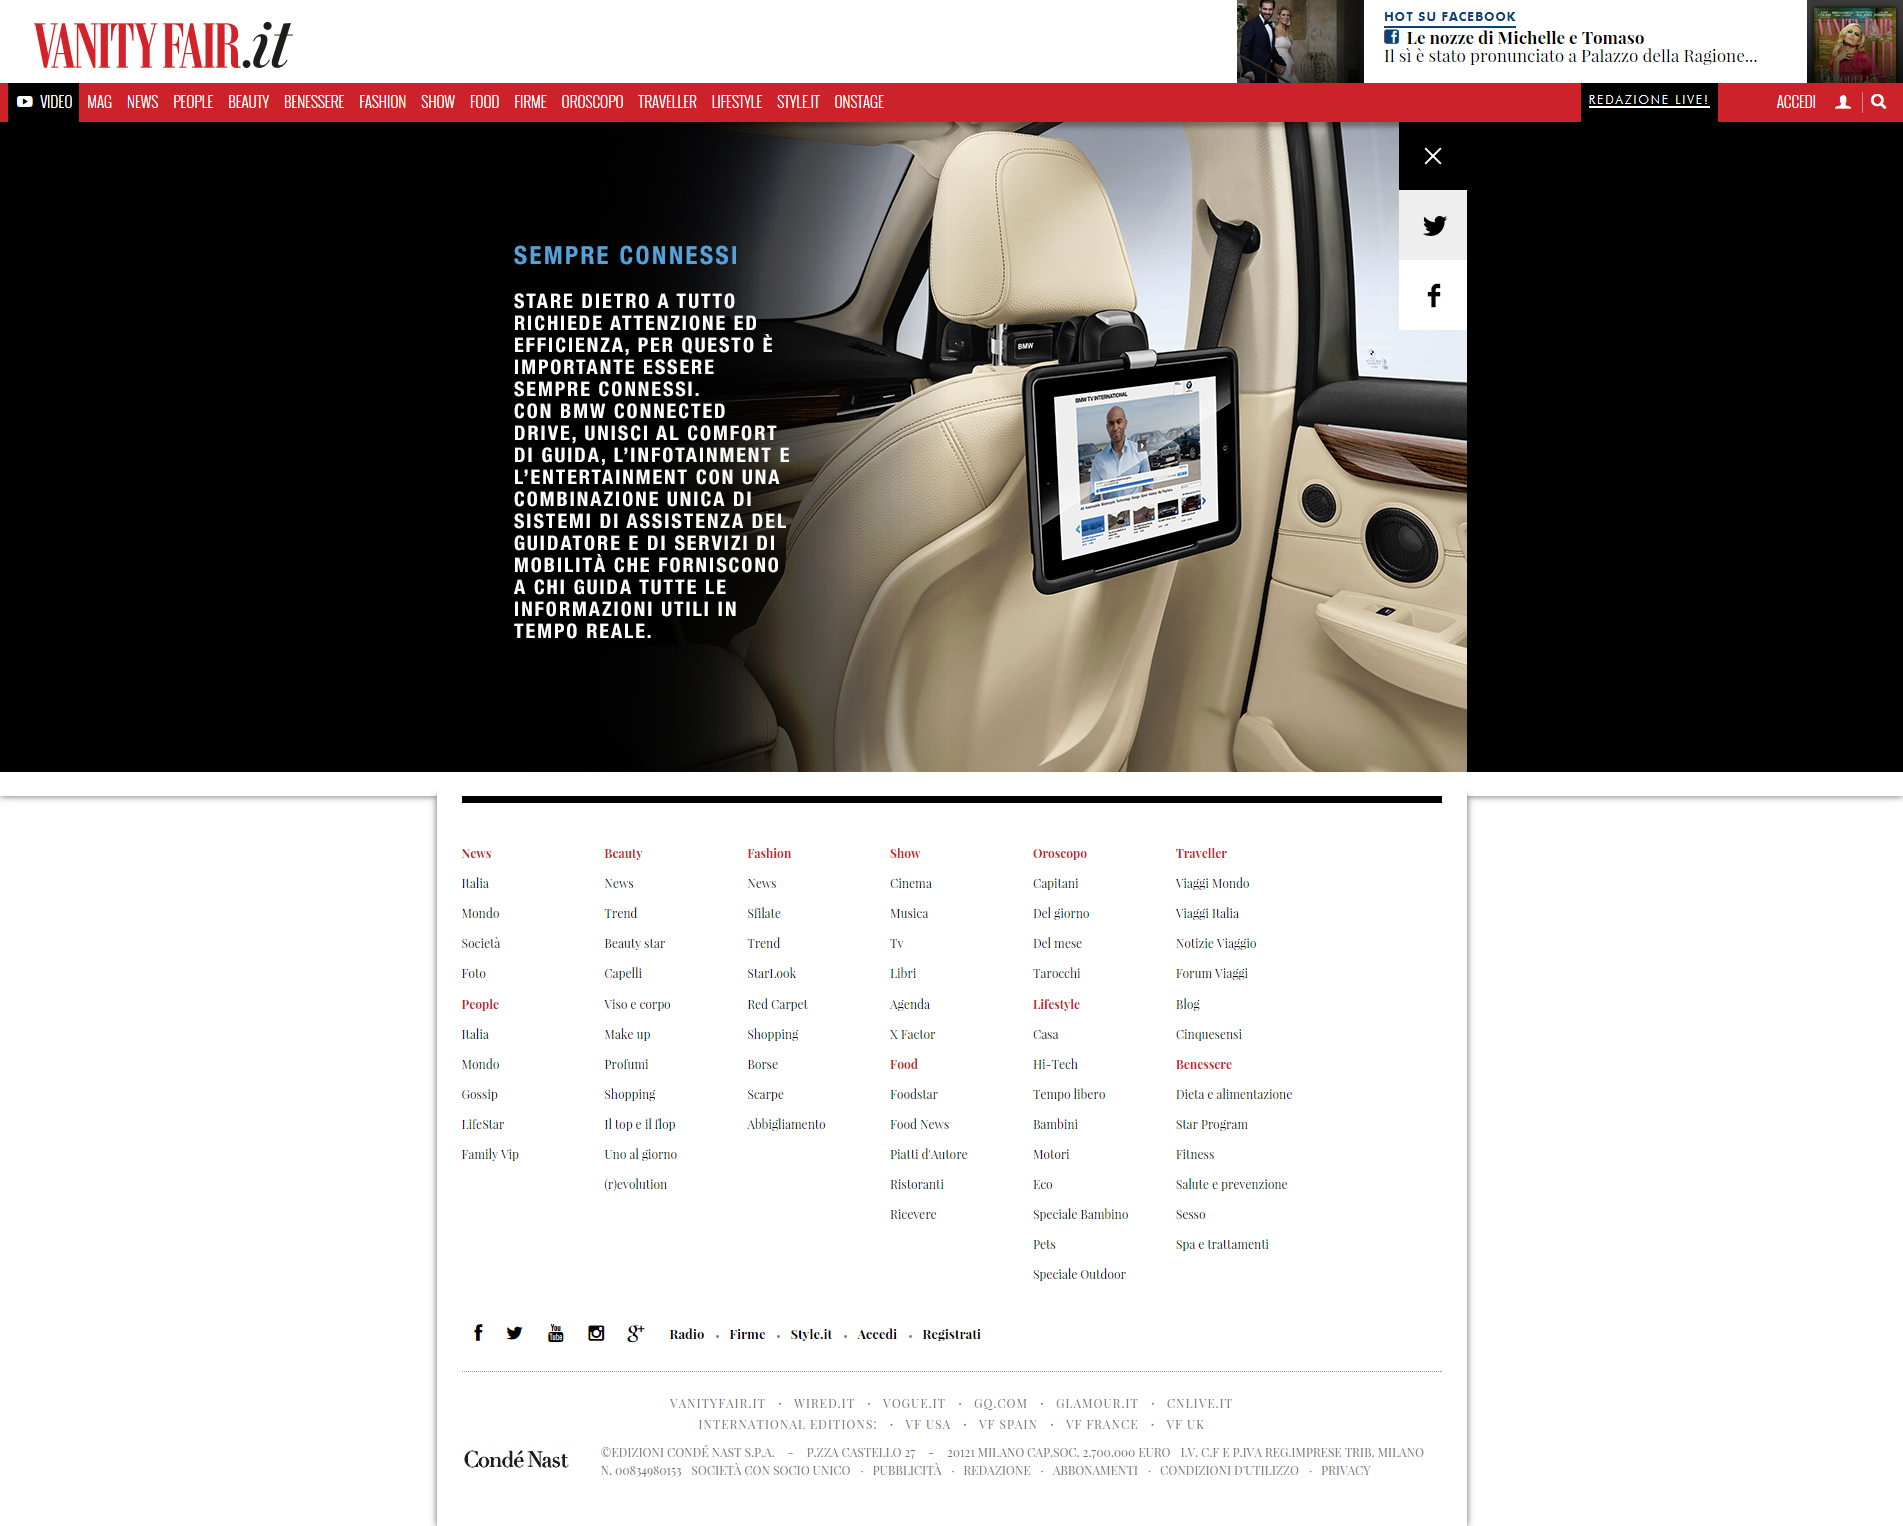 VANITY FAIR.it
HOT SU FACEBOOK
Le nozze di Michelle e Tomaso
Il sì è stato pronunciato a Palazzo della Ragione...
VANITY FAIR
VIDEO MAG NEWS PEOPLE BEAUTY BENESSERE FASHION SHOW FOOD FIRME OROSCOPO TRAVELLER LIFESTYLE STYLE.IT ONSTAGE REDAZIONE LIVE! ACCEDI
SEMPRE CONNESSI
STARE DIETRO A TUTTO
RICHIEDE ATTENZIONE ED
EFFICIENZA, PER QUESTO È
IMPORTANTE ESSERE
SEMPRE CONNESSI.
CON BMW CONNECTED
DRIVE, UNISCI AL COMFORT
DI GUIDA, L'INFOTAINMENT E
L'ENTERTAINMENT CON UNA
COMBINAZIONE UNICA DI
SISTEMI DI ASSISTENZA DEL
GUIDATORE E DI SERVIZI DI
MOBILITÀ CHE FORNISCONO
A CHI GUIDA TUTTE LE
INFORMAZIONI UTILI IN
TEMPO REALE.
BMW
BMW TV INTERNATIONAL
News
Italia
Mondo
Società
Foto
People
Italia
Mondo
Gossip
LifeStar
Family Vip
Beauty
News
Trend
Beauty star
Capelli
Viso e corpo
Make up
Profumi
Shopping
Il top e il flop
Uno al giorno
(r)evolution
Fashion
News
Sfilate
Trend
StarLook
Red Carpet
Shopping
Borse
Scarpe
Abbigliamento
Show
Cinema
Musica
Tv
Libri
Agenda
X Factor
Food
Foodstar
Food News
Piatti d'Autore
Ristoranti
Ricevere
Oroscopo
Capitani
Del giorno
Del mese
Tarocchi
Lifestyle
Casa
Hi-Tech
Tempo libero
Bambini
Motori
Eco
Speciale Bambino
Pets
Speciale Outdoor
Traveller
Viaggi Mondo
Viaggi Italia
Notizie Viaggio
Forum Viaggi
Blog
Cinquesensi
Benessere
Dieta e alimentazione
Star Program
Fitness
Salute e prevenzione
Sesso
Spa e trattamenti
You Tube g+ Radio • Firme • Style.it • Accedi • Registrati
VANITYFAIR.IT · WIRED.IT · VOGUE.IT · GQ.COM · GLAMOUR.IT · CNLIVE.IT
INTERNATIONAL EDITIONS: · VF USA · VF SPAIN · VF FRANCE · VF UK
Condé Nast
©EDIZIONI CONDÉ NAST S.P.A. – P.ZZA CASTELLO 27 – 20121 MILANO CAP.SOC. 2.700.000 EURO I.V. C.F E P.IVA REG.IMPRESE TRIB. MILANO
N. 00834980153 SOCIETÀ CON SOCIO UNICO · PUBBLICITÀ · REDAZIONE · ABBONAMENTI · CONDIZIONI D'UTILIZZO · PRIVACY